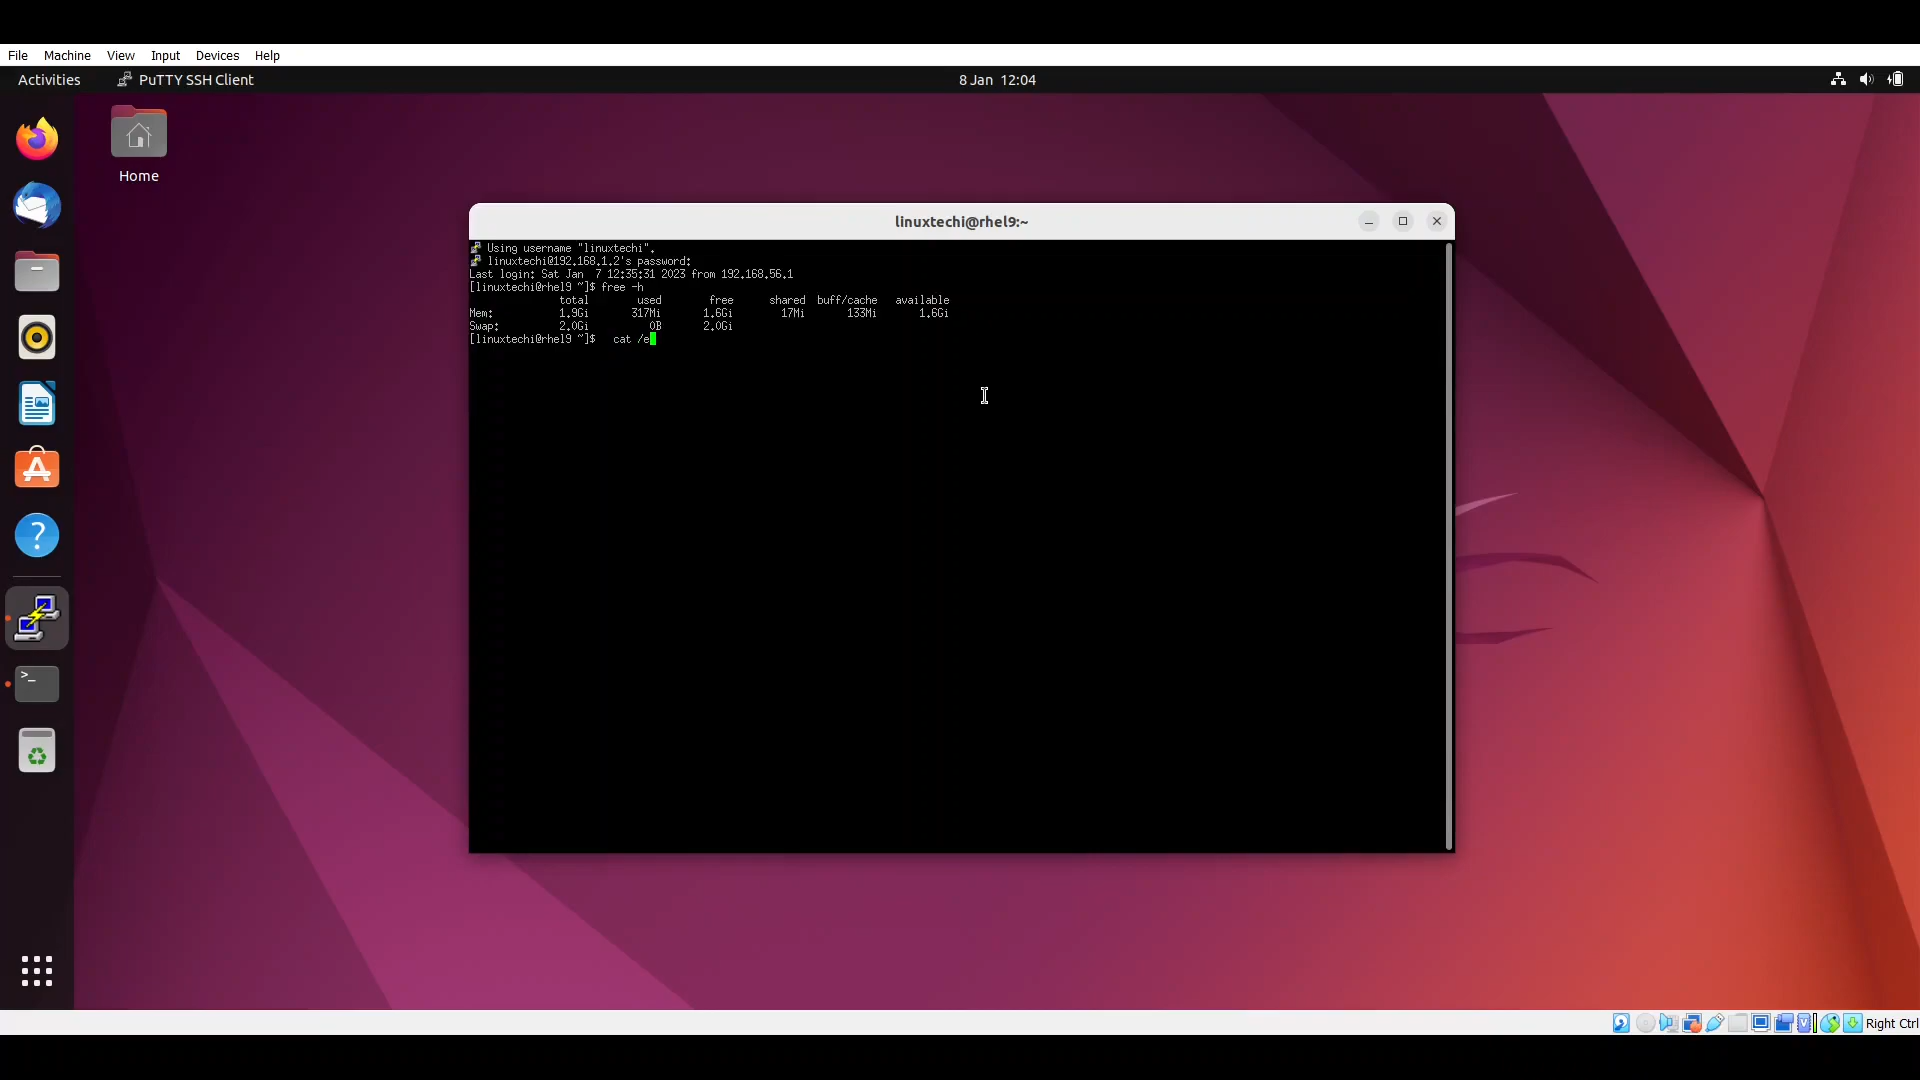 File Machine View Input Devices Help
Activities PuTTY SSH Client 8 Jan 12:04
Home
linuxtechi@rhel9:~
Using username "linuxtechi".
linuxtechi@192.168.1.2's password:
Last login: Sat Jan  7 12:35:31 2023 from 192.168.56.1
[linuxtechi@rhel9 ~]$ free -h
total used free shared buff/cache available
Mem: 1.9Gi 317Mi 1.6Gi 17Mi 133Mi 1.6Gi
Swap: 2.0Gi 0B 2.0Gi
[linuxtechi@rhel9 ~]$   cat /e
Right Ctrl